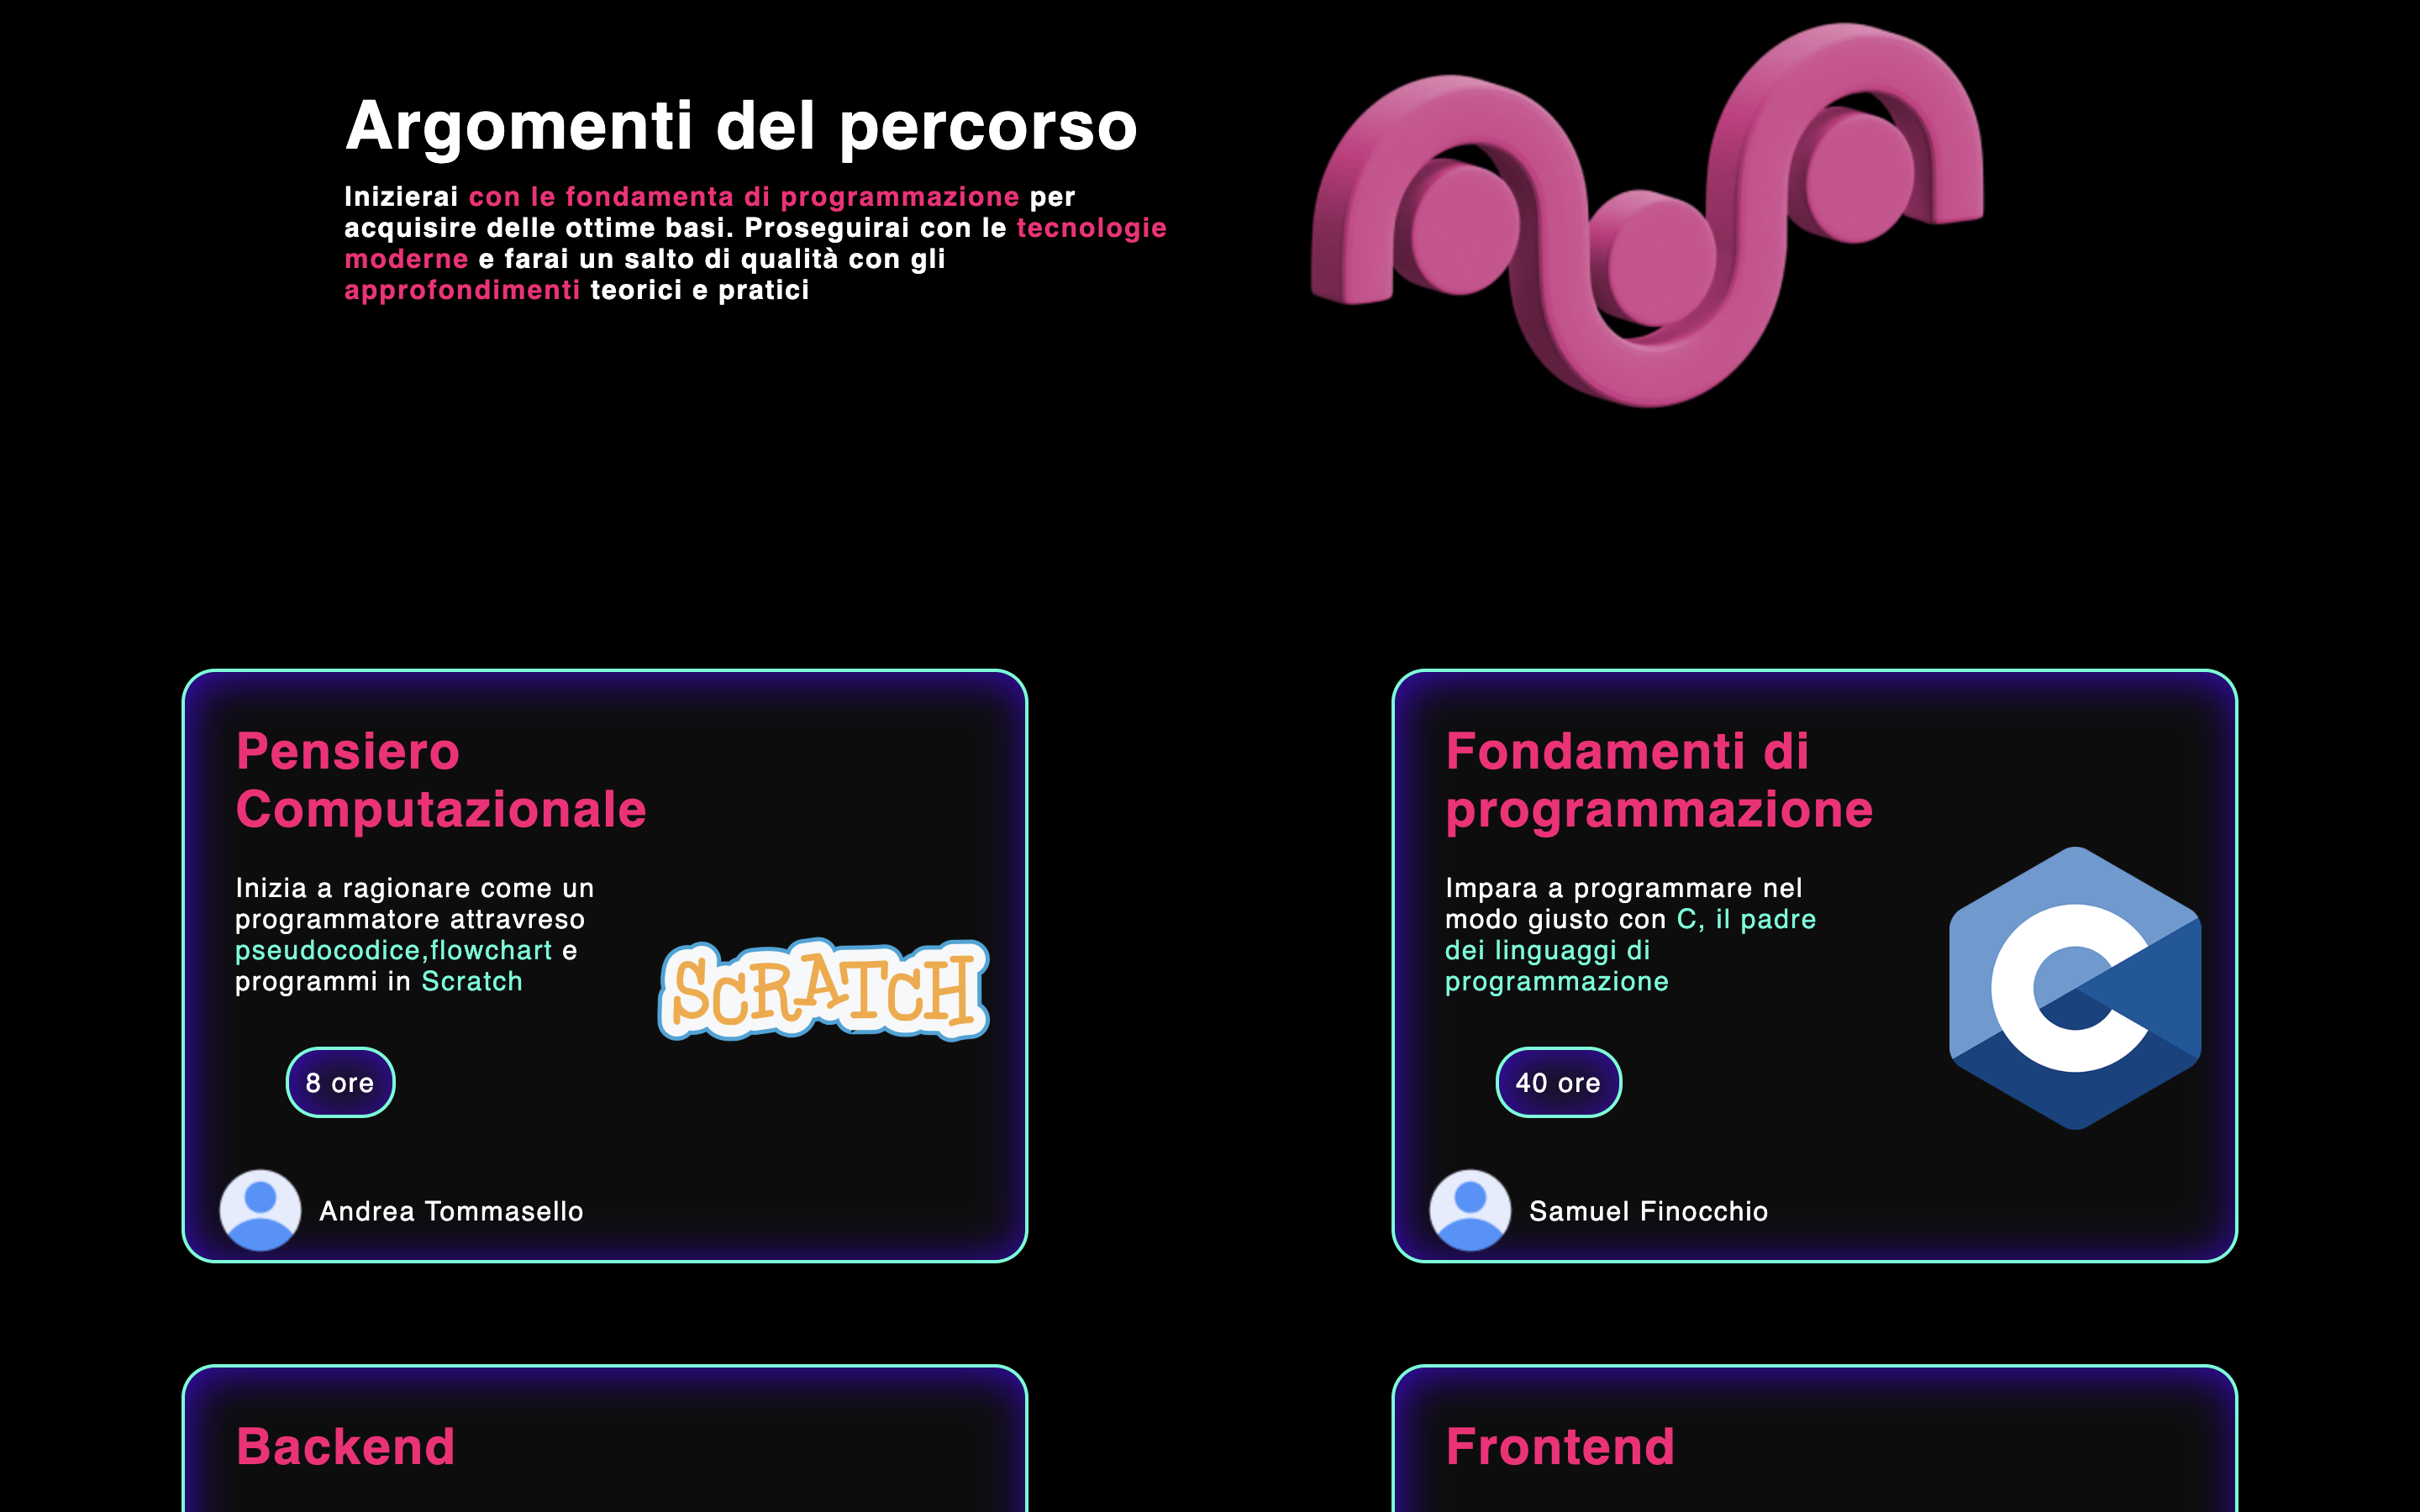 Argomenti del percorso
Inizierai con le fondamenta di programmazione per
acquisire delle ottime basi. Proseguirai con le tecnologie
moderne e farai un salto di qualità con gli
approfondimenti teorici e pratici
Pensiero
Computazionale
Inizia a ragionare come un
programmatore attravreso
pseudocodice,flowchart e
programmi in Scratch
SCRATCH
8 ore
Andrea Tommasello
Fondamenti di
programmazione
Impara a programmare nel
modo giusto con C, il padre
dei linguaggi di
programmazione
C
40 ore
Samuel Finocchio
Backend
Frontend